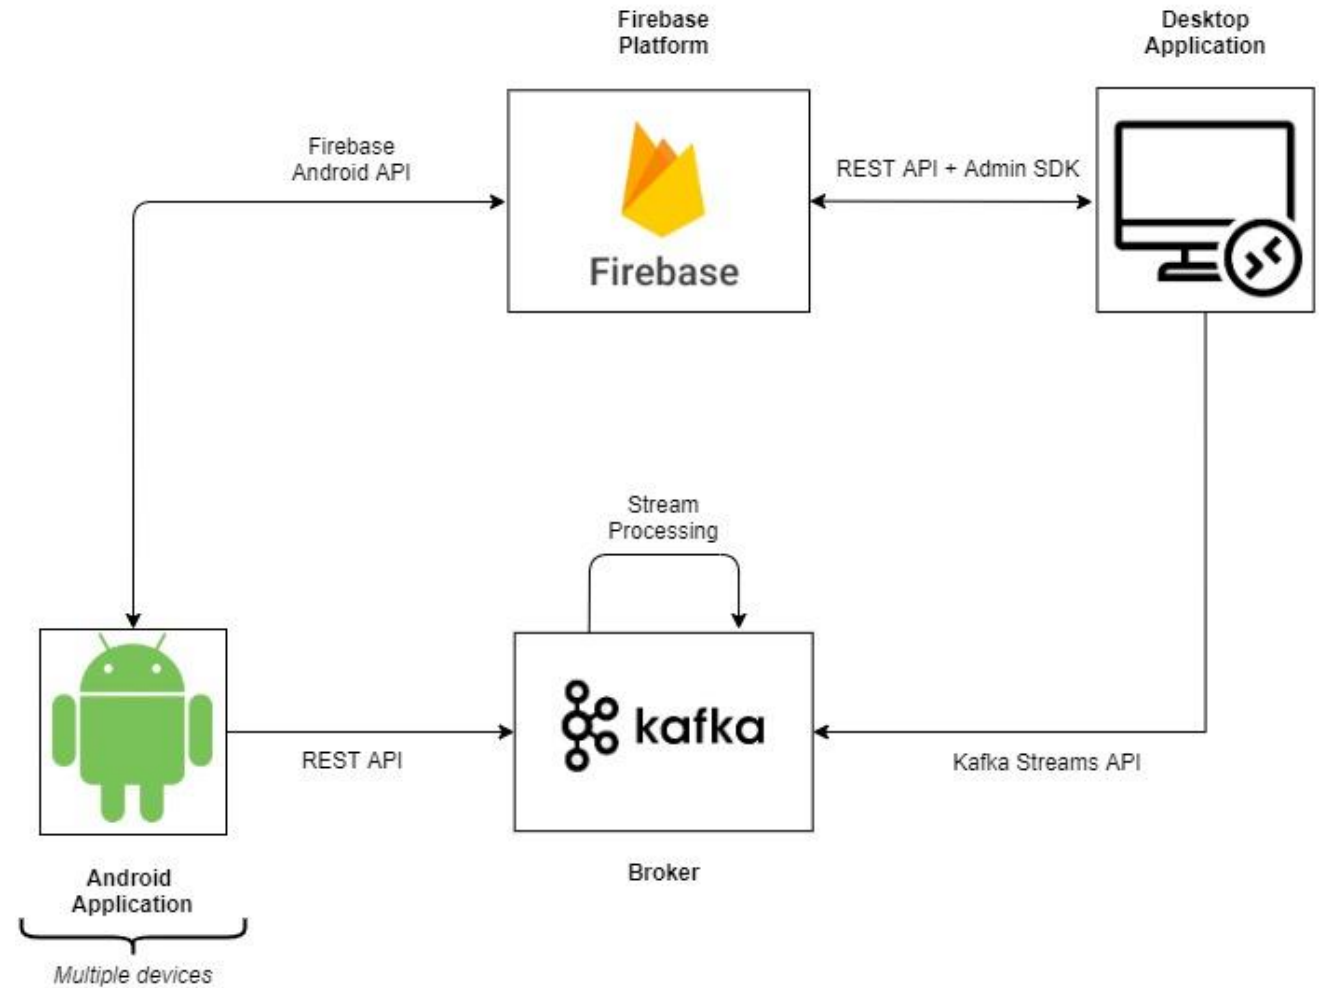 Firebase
Platform
Desktop
Application
Firebase
Android API
REST API + Admin SDK
Firebase
Stream
Processing
kafka
REST API
Kafka Streams API
Broker
Android
Application
Multiple devices